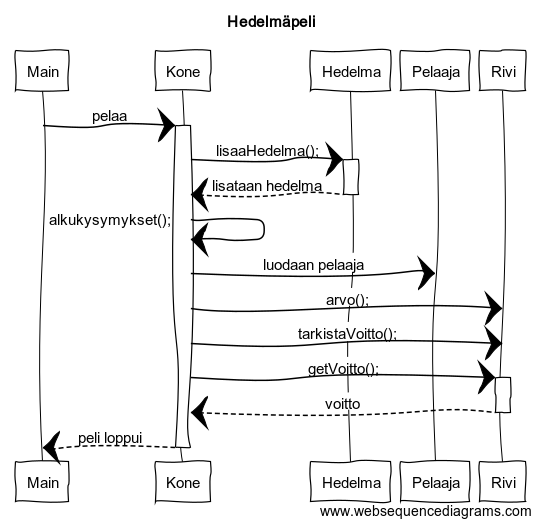 Hedelmäpeli
Main Kone Hedelma Pelaaja Rivi
pelaa
lisaaHedelma();
lisataan hedelma
alkukysymykset();
luodaan pelaaja
arvo();
tarkistaVoitto();
getVoitto();
voitto
peli loppui
Main Kone Hedelma Pelaaja Rivi
www.websequencediagrams.com